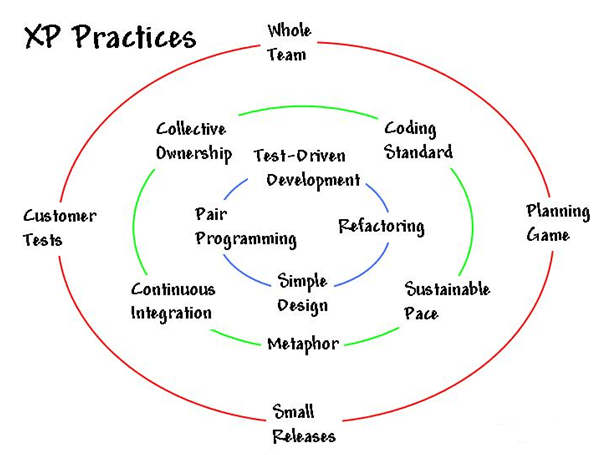 XP Practices
Whole
Team
Collective
Ownership
Coding
Standard
Test-Driven
Development
Customer
Tests
Pair
Programming
Refactoring
Planning
Game
Continuous
Integration
Simple
Design
Sustainable
Pace
Metaphor
Small
Releases